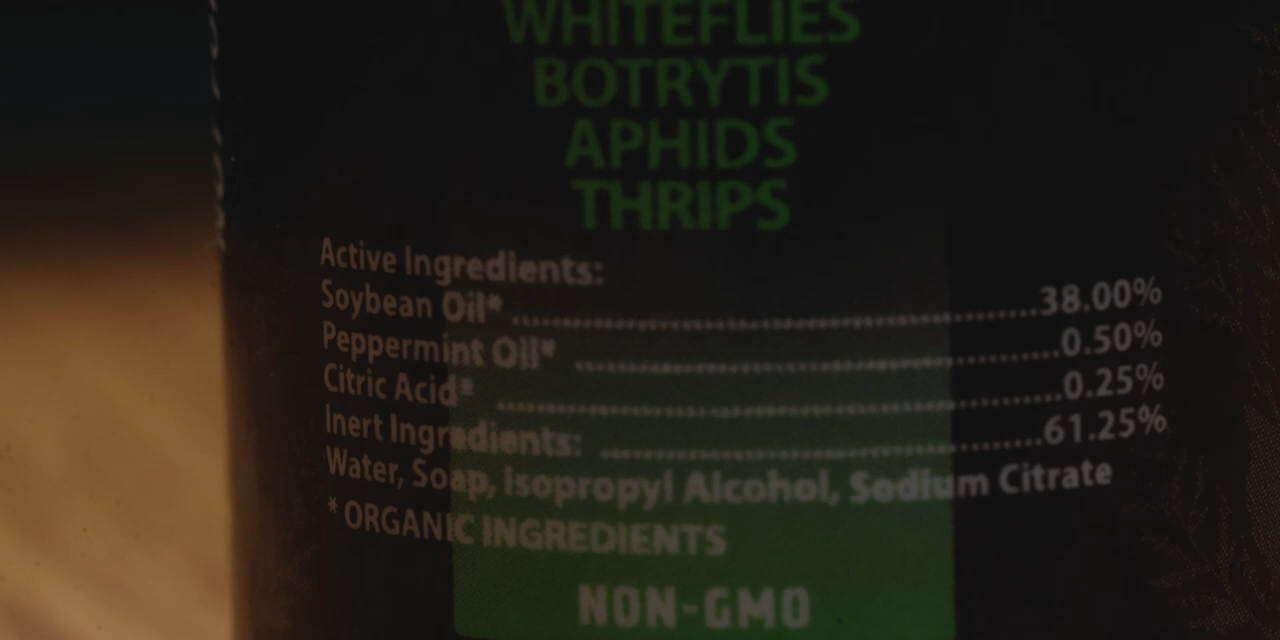 WHITEFLIES
BOTRYTIS
APHIDS
THRIPS
Active Ingredients:
Soybean Oil* ........................................38.00%
Peppermint Oil* ........................................0.50%
Citric Acid* ........................................0.25%
Inert Ingredients: ........................................61.25%
Water, Soap, Isopropyl Alcohol, Sodium Citrate
* ORGANIC INGREDIENTS
NON-GMO